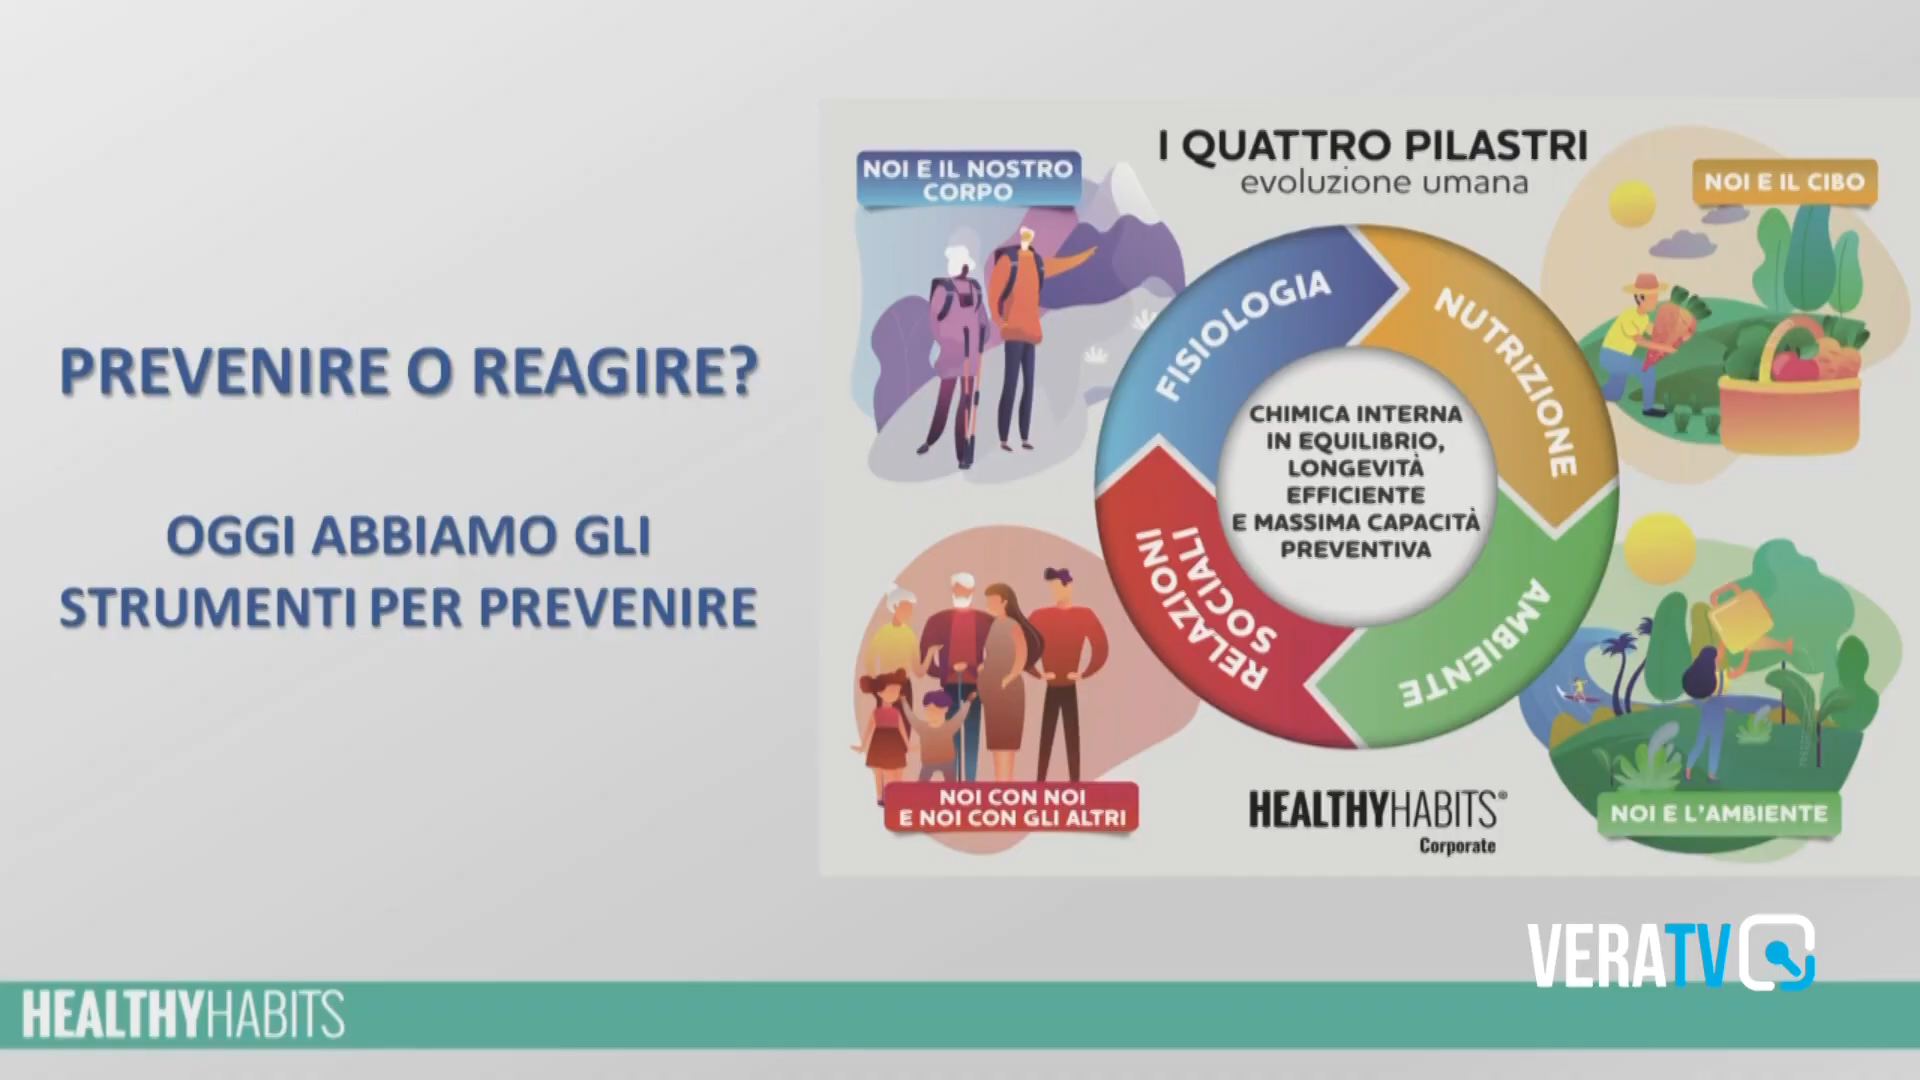 PREVENIRE O REAGIRE?
OGGI ABBIAMO GLI
STRUMENTI PER PREVENIRE
I QUATTRO PILASTRI
evoluzione umana
NOI E IL NOSTRO
CORPO
NOI E IL CIBO
FISIOLOGIA
NUTRIZIONE
AMBIENTE
RELAZIONI
SOCIALI
CHIMICA INTERNA
IN EQUILIBRIO,
LONGEVITÀ
EFFICIENTE
E MASSIMA CAPACITÀ
PREVENTIVA
NOI CON NOI
E NOI CON GLI ALTRI
NOI E L'AMBIENTE
HEALTHYHABITS®
Corporate
VERATV
HEALTHYHABITS